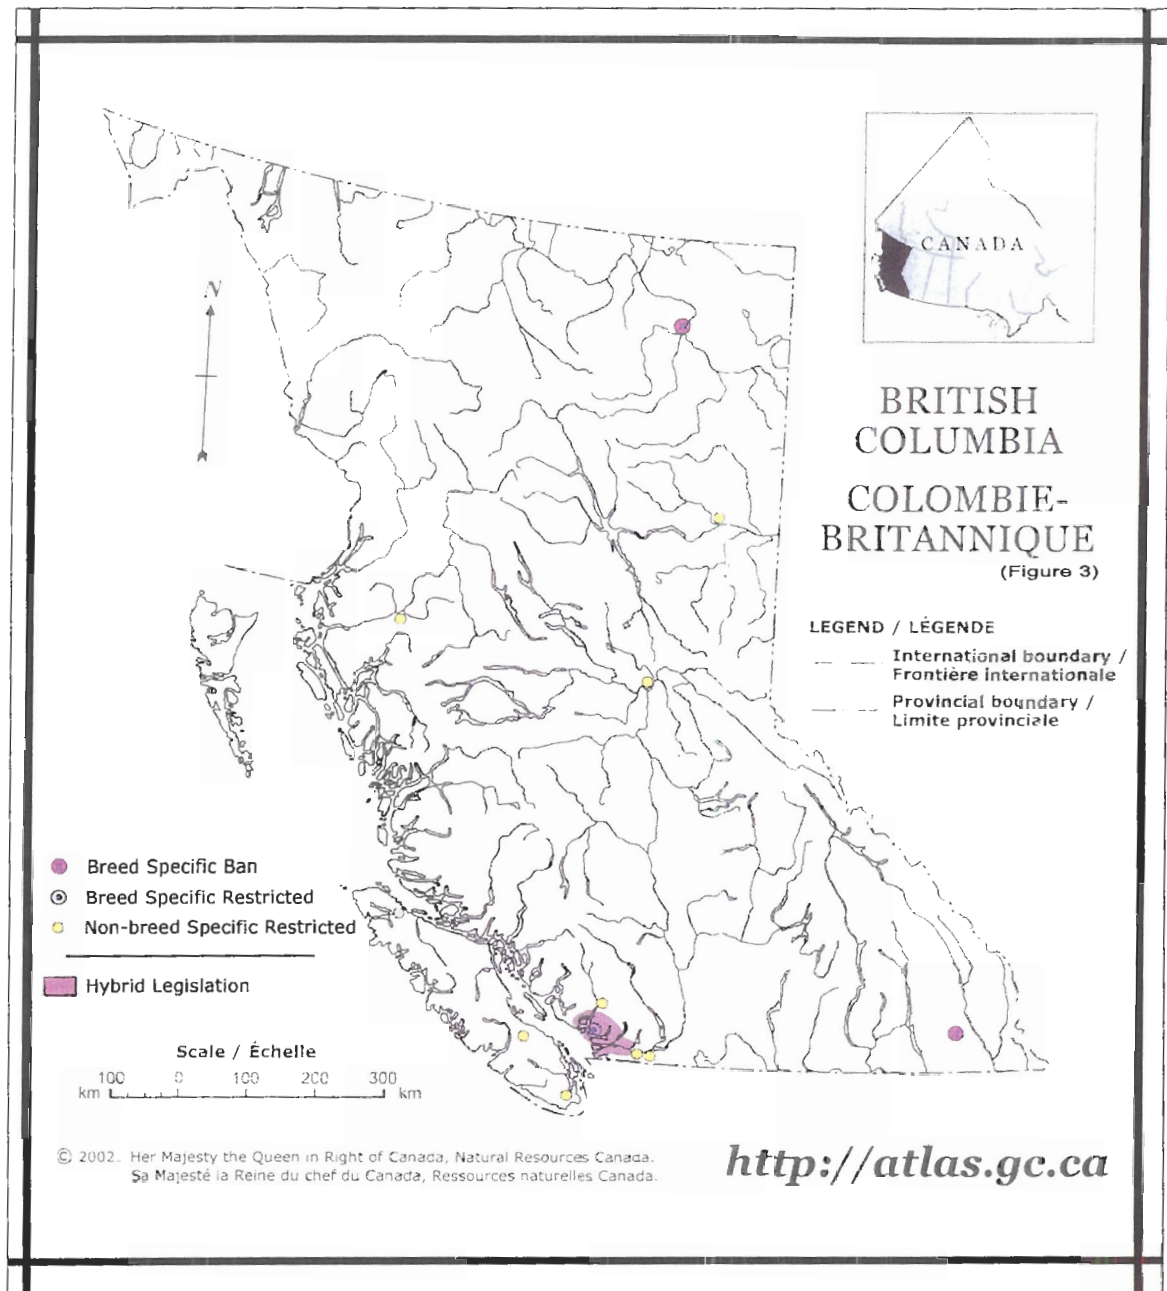 N
CANADA
BRITISH
COLUMBIA
COLOMBIE-
BRITANNIQUE
(Figure 3)
LEGEND / LÉGENDE
International boundary /
Frontière internationale
Provincial boundary /
Limite provinciale
Breed Specific Ban
Breed Specific Restricted
Non-breed Specific Restricted
Hybrid Legislation
Scale / Échelle
100 0 100 200 300
km km
© 2002. Her Majesty the Queen in Right of Canada, Natural Resources Canada.
Sa Majesté la Reine du chef du Canada, Ressources naturelles Canada.
http://atlas.gc.ca